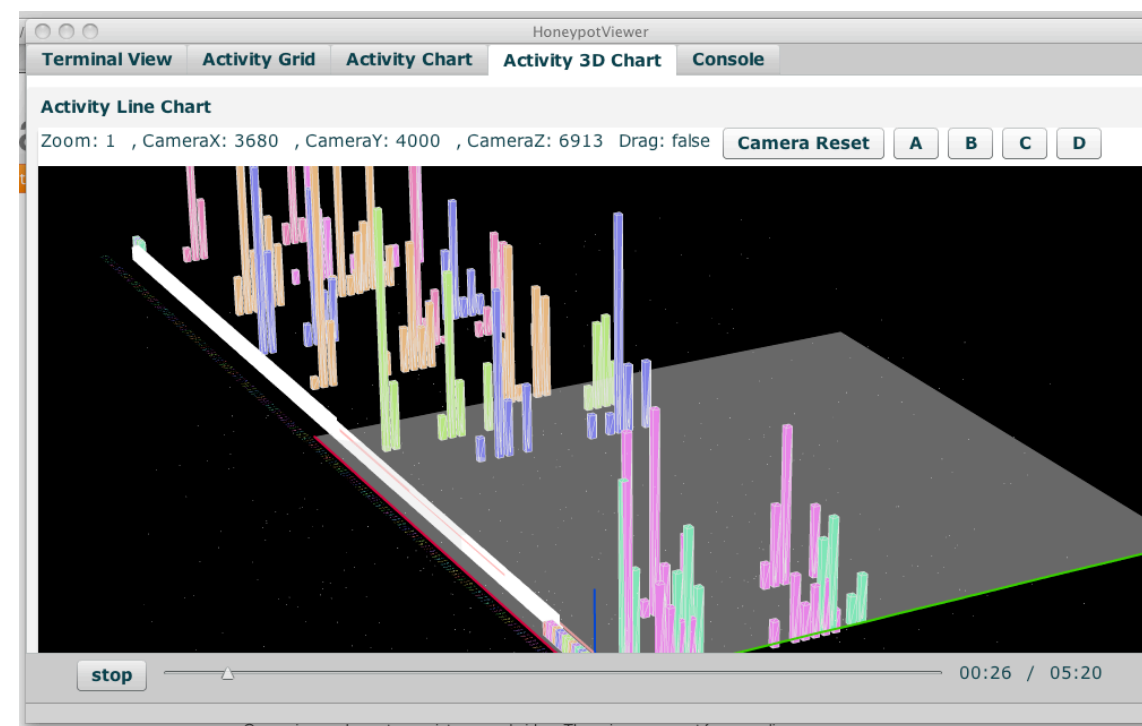 HoneypotViewer
Terminal View Activity Grid Activity Chart Activity 3D Chart Console
Activity Line Chart
Zoom: 1 , CameraX: 3680 , CameraY: 4000 , CameraZ: 6913 Drag: false Camera Reset A B C D
stop 00:26 / 05:20